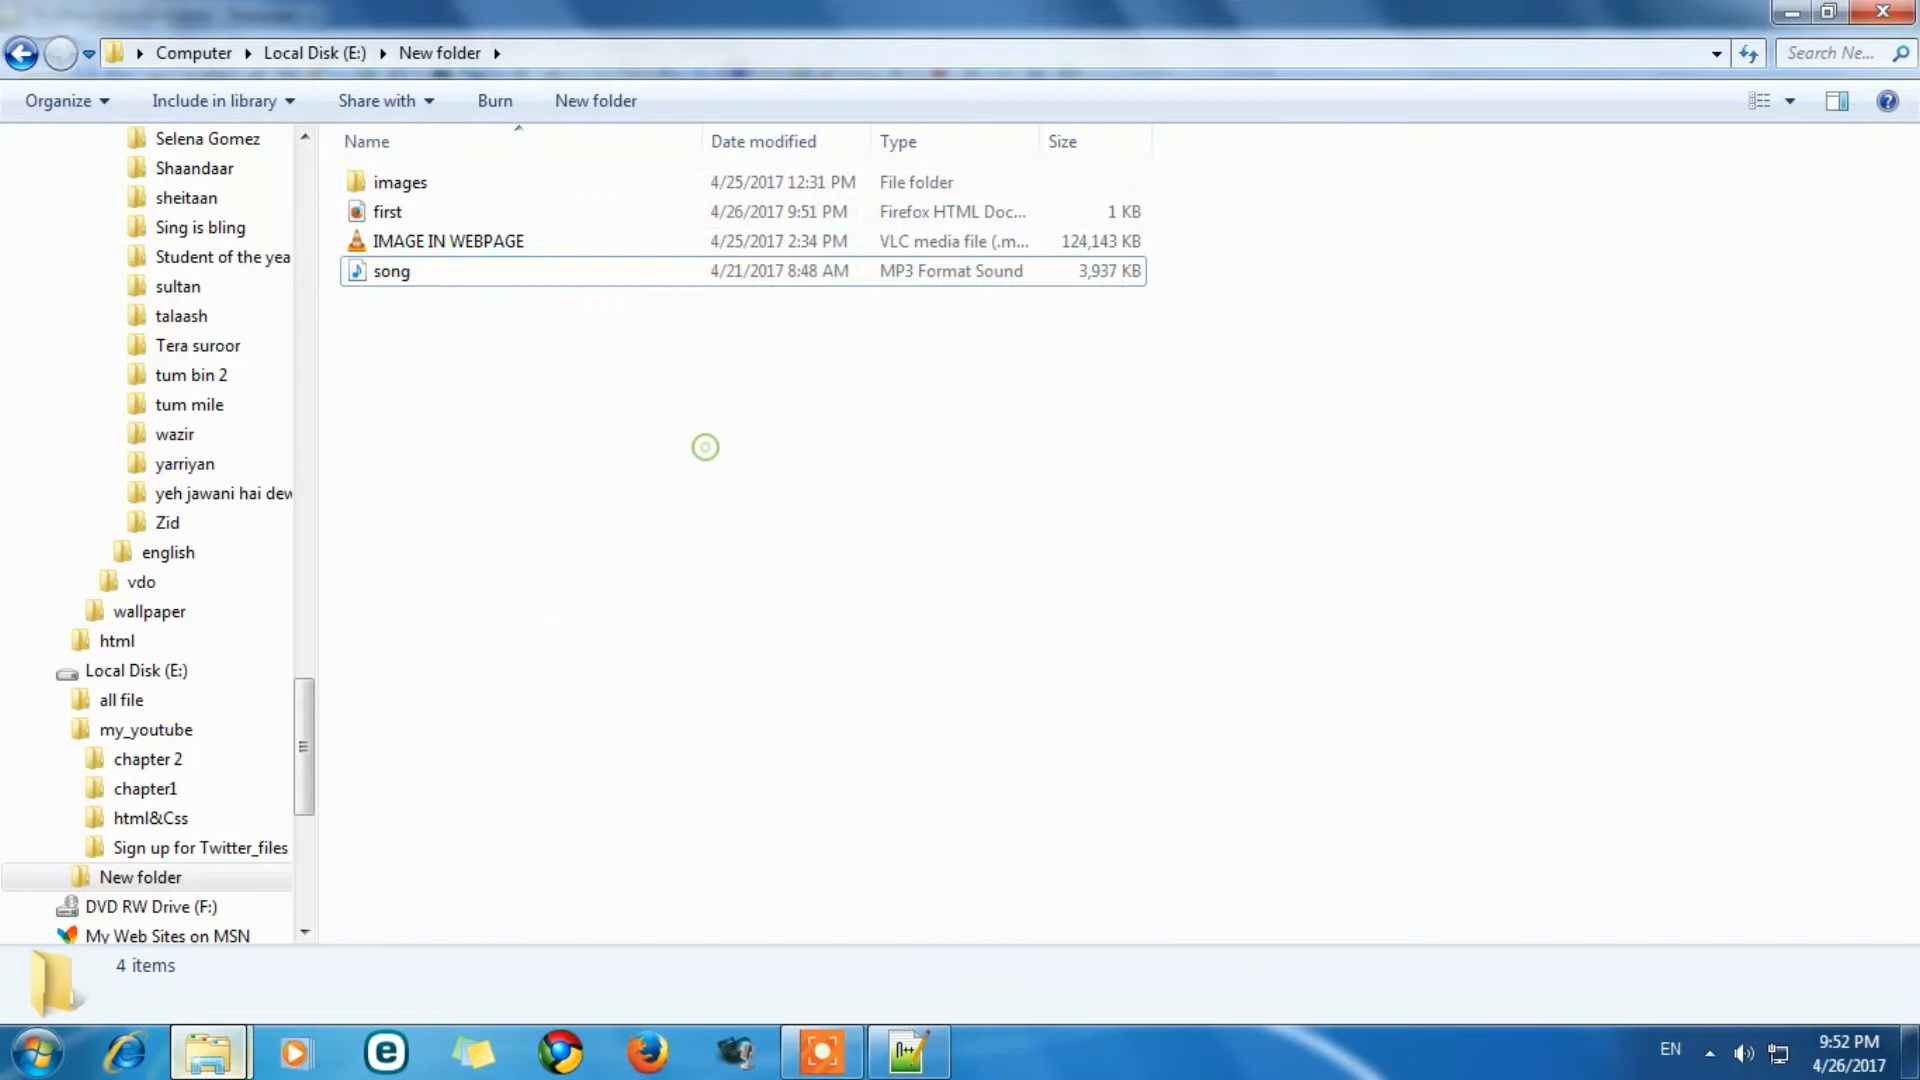 Computer Local Disk (E:) New folder
Search Ne...
Organize Include in library Share with Burn New folder
Name Date modified Type Size
images 4/25/2017 12:31 PM File folder
first 4/26/2017 9:51 PM Firefox HTML Doc... 1 KB
IMAGE IN WEBPAGE 4/25/2017 2:34 PM VLC media file (.m... 124,143 KB
song 4/21/2017 8:48 AM MP3 Format Sound 3,937 KB
Selena Gomez
Shaandaar
sheitaan
Sing is bling
Student of the yea
sultan
talaash
Tera suroor
tum bin 2
tum mile
wazir
yarriyan
yeh jawani hai dew
Zid
english
vdo
wallpaper
html
Local Disk (E:)
all file
my_youtube
chapter 2
chapter1
html&Css
Sign up for Twitter_files
New folder
DVD RW Drive (F:)
My Web Sites on MSN
4 items
EN
9:52 PM
4/26/2017